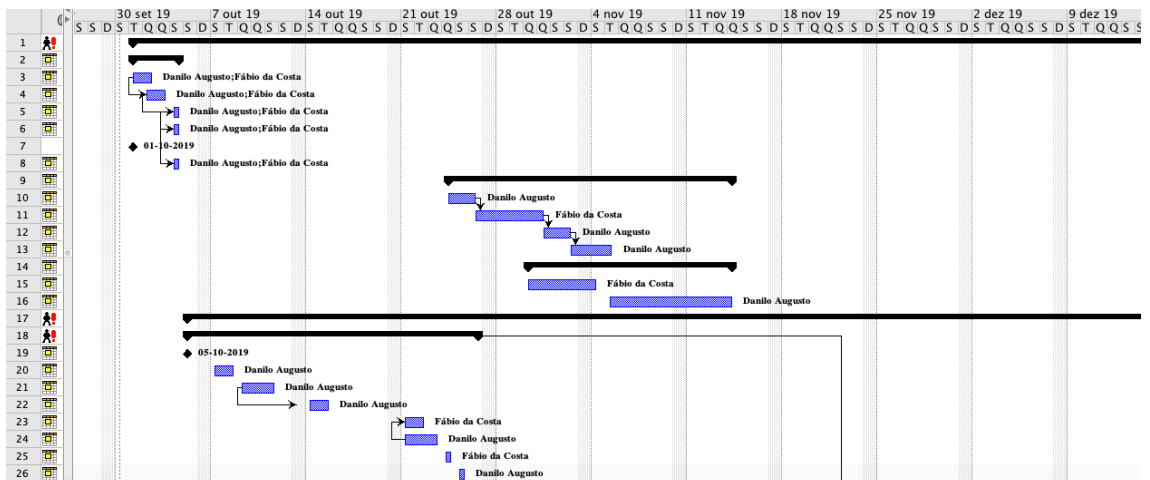 30 set 19 7 out 19 14 out 19 21 out 19 28 out 19 4 nov 19 11 nov 19 18 nov 19 25 nov 19 2 dez 19 9 dez 19
S S D S T Q Q S S D S T Q Q S S D S T Q Q S S D S T Q Q S S D S T Q Q S S D S T Q Q S S D S T Q Q S S D S T Q Q S S D S T Q Q S S D S T Q Q S S D S T Q Q S S
1
2
3 Danilo Augusto;Fábio da Costa
4 Danilo Augusto;Fábio da Costa
5 Danilo Augusto;Fábio da Costa
6 Danilo Augusto;Fábio da Costa
7 01-10-2019
8 Danilo Augusto;Fábio da Costa
9
10 Danilo Augusto
11 Fábio da Costa
12 Danilo Augusto
13 Danilo Augusto
14
15 Fábio da Costa
16 Danilo Augusto
17
18
19 05-10-2019
20 Danilo Augusto
21 Danilo Augusto
22 Danilo Augusto
23 Fábio da Costa
24 Danilo Augusto
25 Fábio da Costa
26 Danilo Augusto